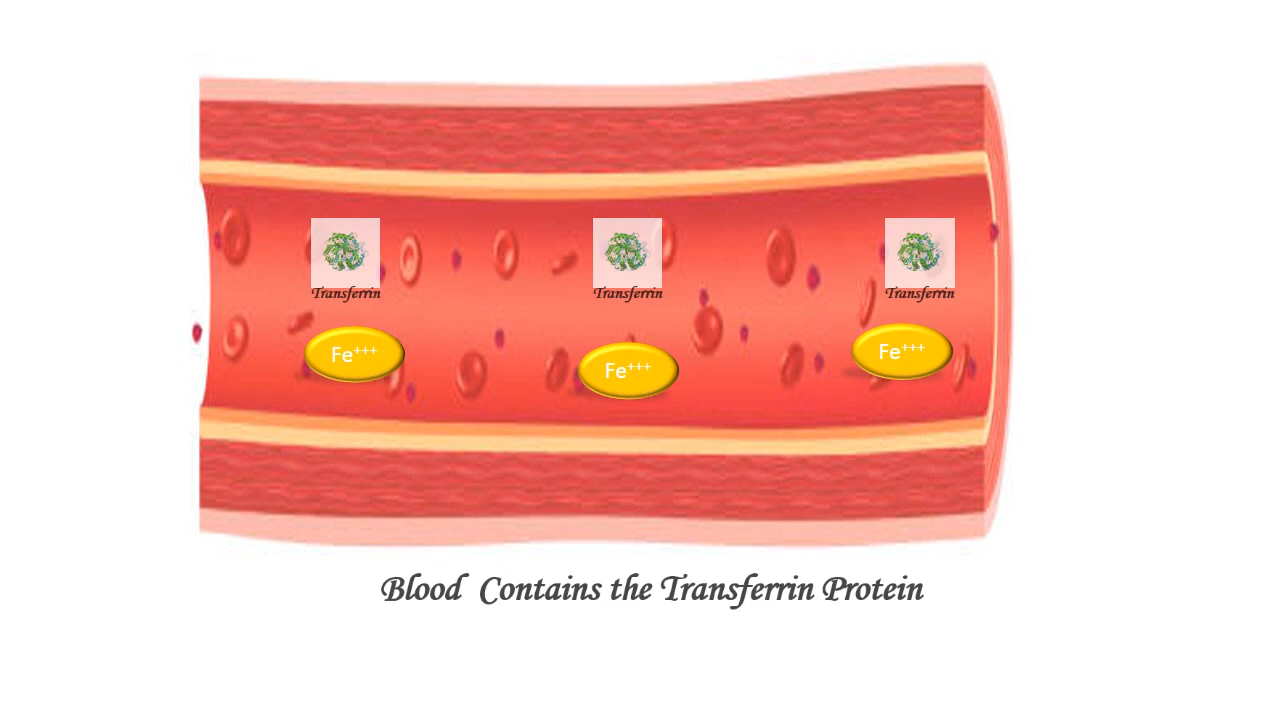 Transferrin Transferrin Transferrin
Fe⁺⁺⁺ Fe⁺⁺⁺ Fe⁺⁺⁺
Blood Contains the Transferrin Protein